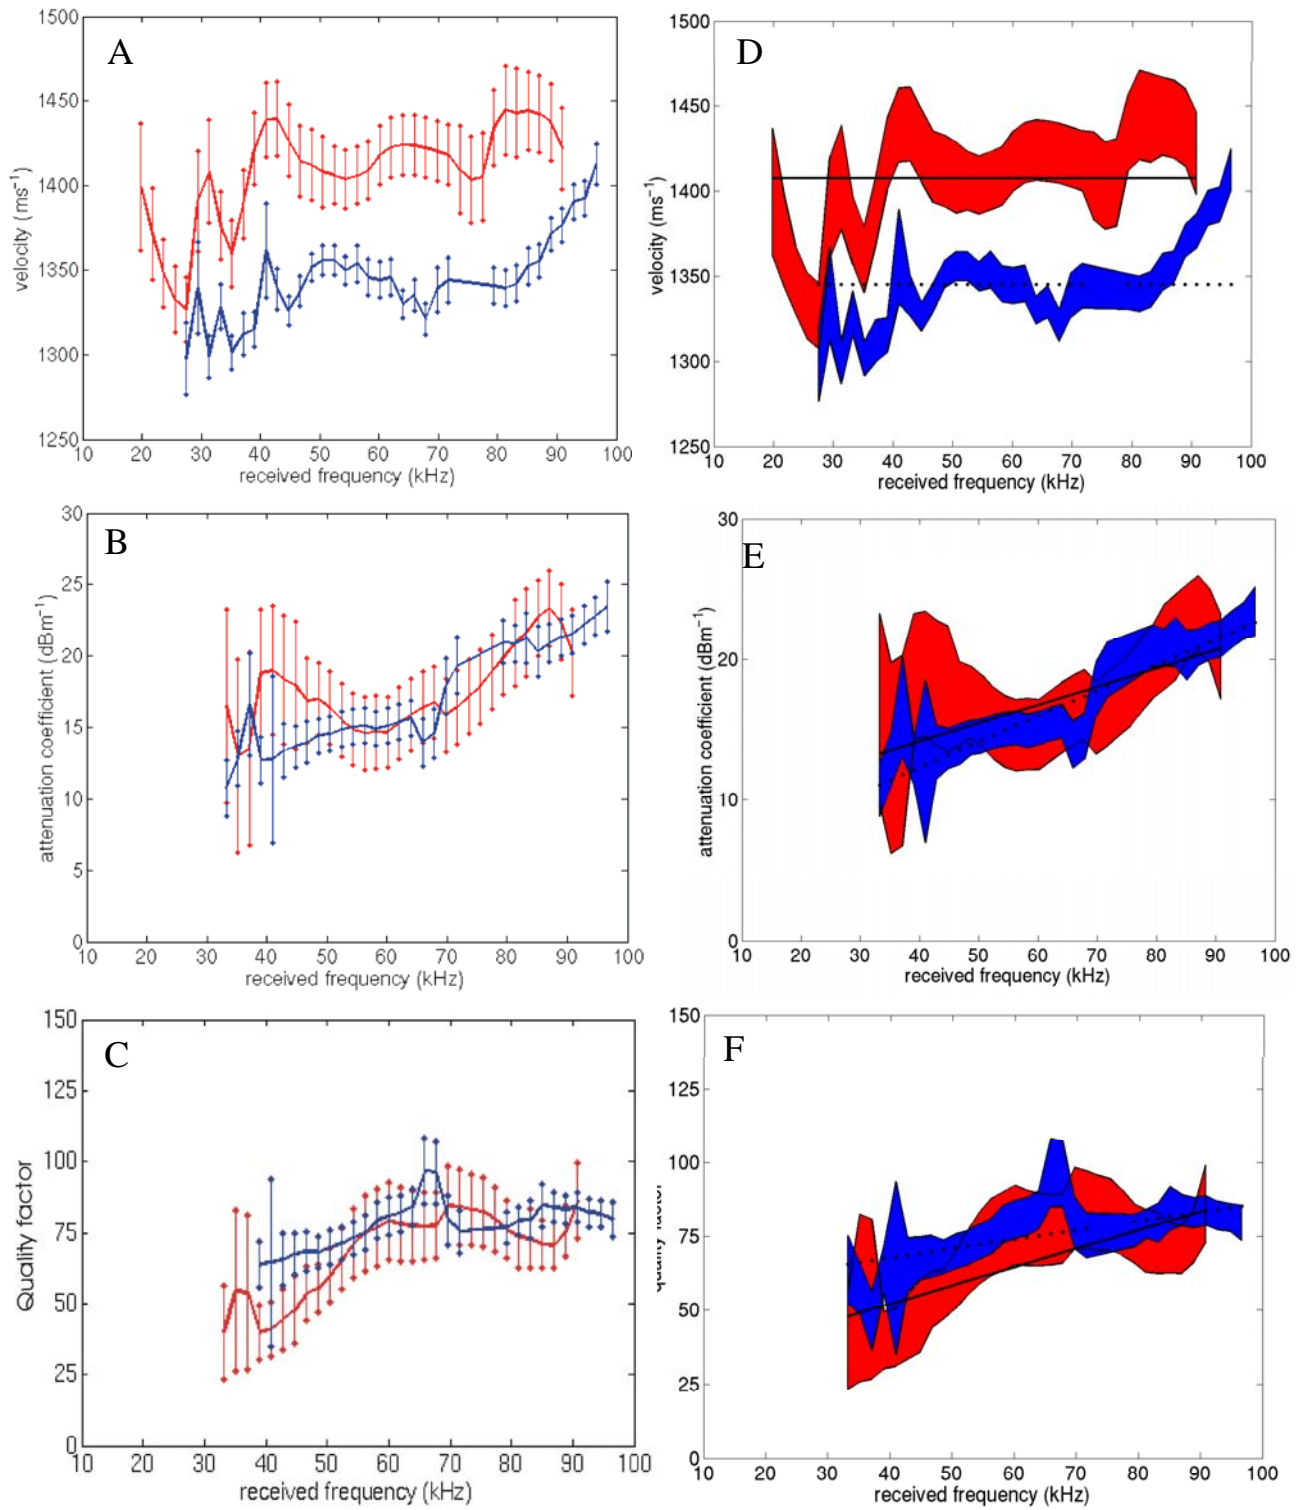 A
1500
1450
1400
1350
1300
1250
velocity (ms⁻¹)
10 20 30 40 50 60 70 80 90 100
received frequency (kHz)
D
1500
1450
1400
1350
1300
1250
velocity (ms⁻¹)
10 20 30 40 50 60 70 80 90 100
received frequency (kHz)
B
30
25
20
15
10
5
0
attenuation coefficient (dBm⁻¹)
10 20 30 40 50 60 70 80 90 100
received frequency (kHz)
E
30
20
10
0
attenuation coefficient (dBm⁻¹)
10 20 30 40 50 60 70 80 90 100
received frequency (kHz)
C
150
125
100
75
50
25
0
Quality factor
10 20 30 40 50 60 70 80 90 100
received frequency (kHz)
F
150
125
100
75
50
25
0
quality factor
10 20 30 40 50 60 70 80 90 100
received frequency (kHz)